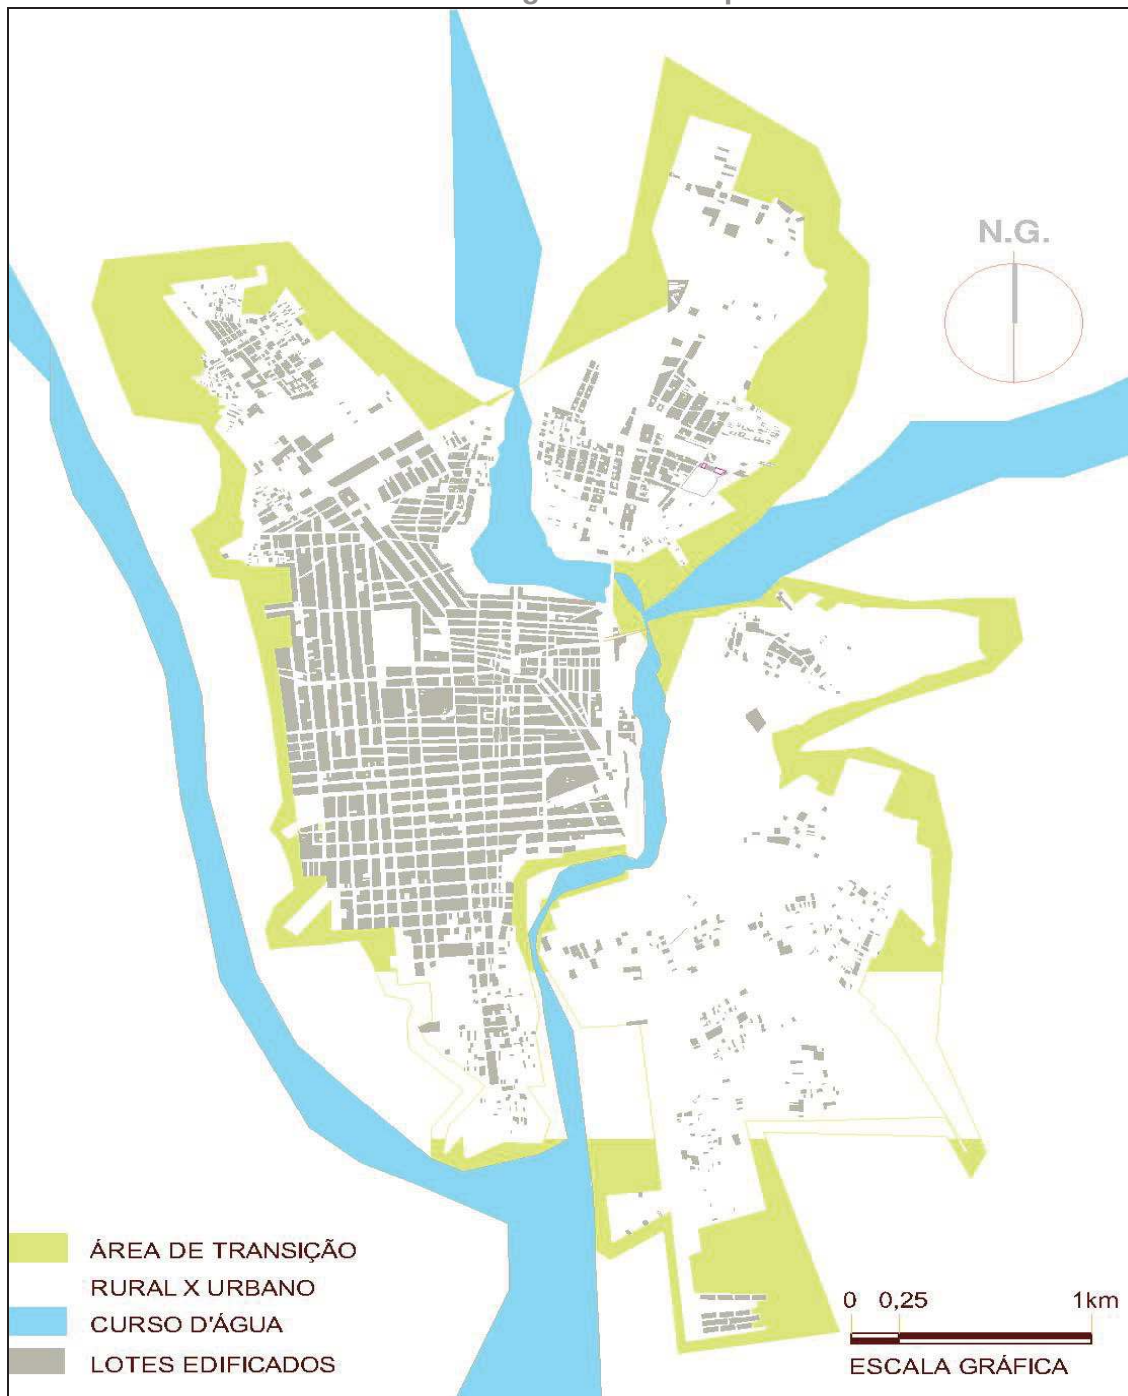 N.G.
ÁREA DE TRANSIÇÃO
RURAL X URBANO
CURSO D'ÁGUA
LOTES EDIFICADOS
0 0,25 1km
ESCALA GRÁFICA